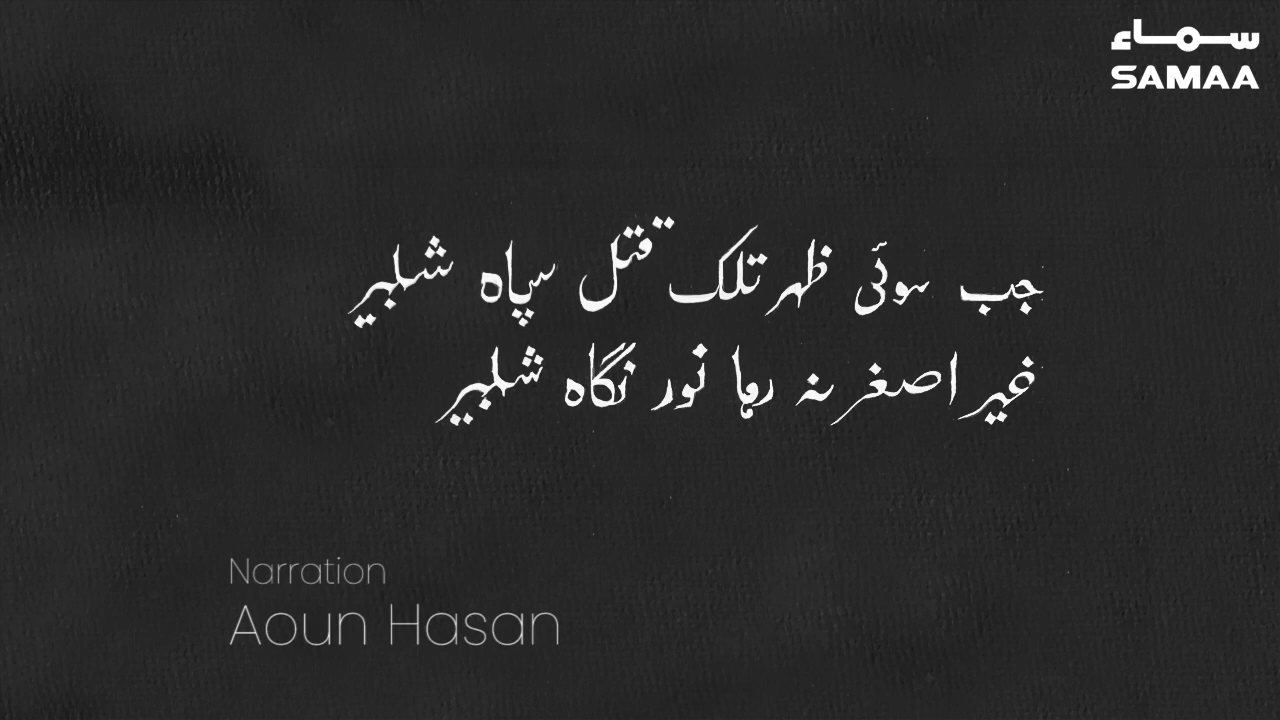 سماء
SAMAA
جب ہوئی ظہر تلک قتل سپاہ شبیر
غیر اصغر نہ رہا نور نگاہ شبیر
Narration
Aoun Hasan